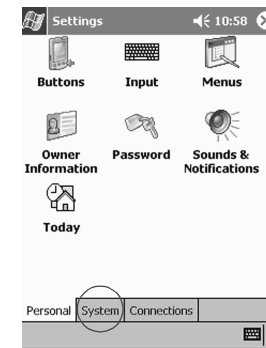 Settings 10:58
Buttons Input Menus
Owner Information Password Sounds & Notifications
Today
Personal System Connections